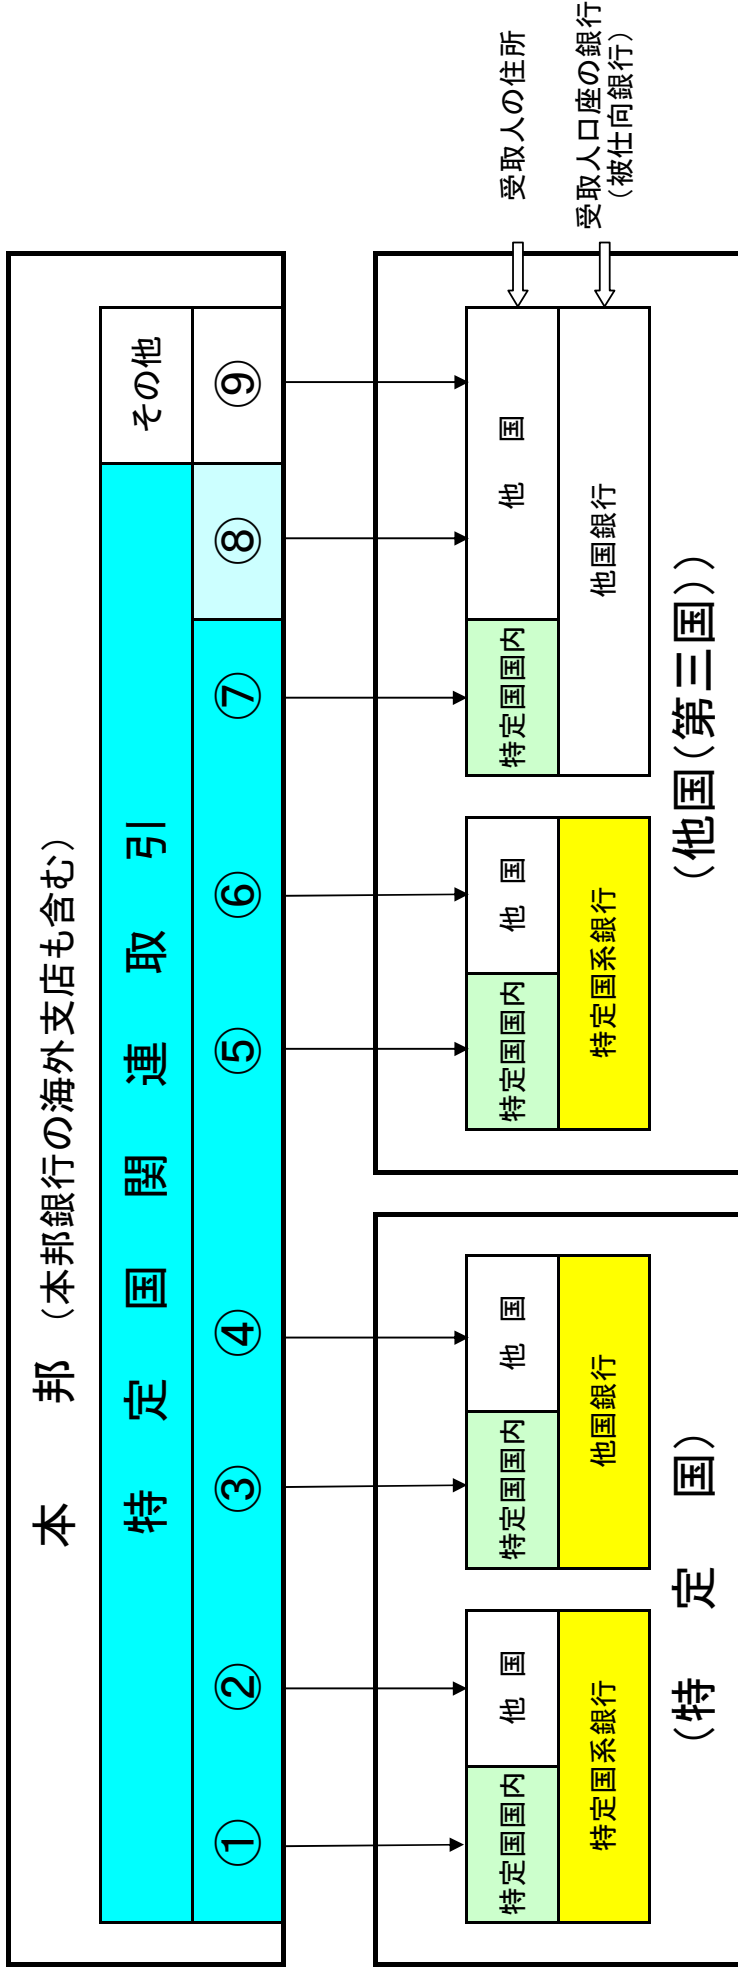 本　邦（本邦銀行の海外支店も含む）
特 定 国 関 連 取 引
その他
① ② ③ ④ ⑤ ⑥ ⑦ ⑧ ⑨
受取人の住所
特定国国内
他　国
特定国国内
他　国
特定国国内
他　国
特定国国内
他　国
受取人口座の銀行
（被仕向銀行）
特定国系銀行
他国銀行
特定国系銀行
他国銀行
（特　定　国）
（他国（第三国））